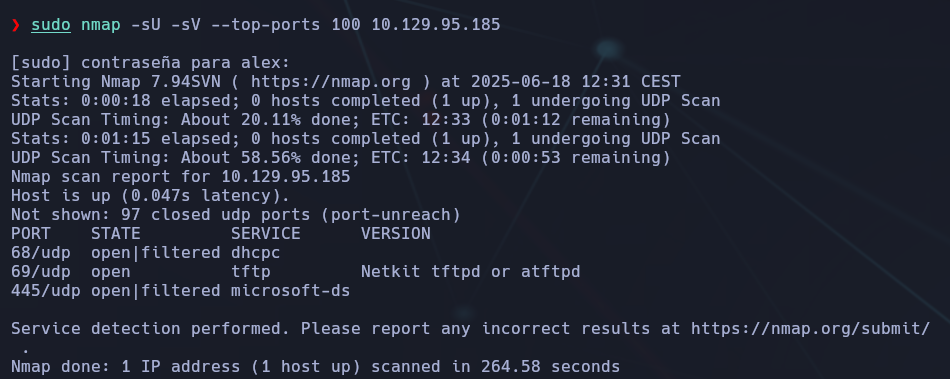 ❯ sudo nmap -sU -sV --top-ports 100 10.129.95.185
[sudo] contraseña para alex:
Starting Nmap 7.94SVN ( https://nmap.org ) at 2025-06-18 12:31 CEST
Stats: 0:00:18 elapsed; 0 hosts completed (1 up), 1 undergoing UDP Scan
UDP Scan Timing: About 20.11% done; ETC: 12:33 (0:01:12 remaining)
Stats: 0:01:15 elapsed; 0 hosts completed (1 up), 1 undergoing UDP Scan
UDP Scan Timing: About 58.56% done; ETC: 12:34 (0:00:53 remaining)
Nmap scan report for 10.129.95.185
Host is up (0.047s latency).
Not shown: 97 closed udp ports (port-unreach)
PORT    STATE         SERVICE      VERSION
68/udp  open|filtered dhcpc
69/udp  open          tftp         Netkit tftpd or atftpd
445/udp open|filtered microsoft-ds
Service detection performed. Please report any incorrect results at https://nmap.org/submit/
 .
Nmap done: 1 IP address (1 host up) scanned in 264.58 seconds